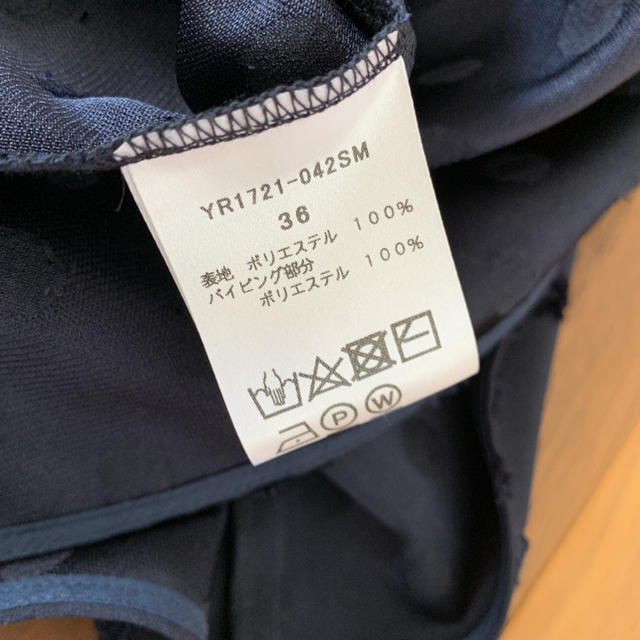 YR1721-042SM
36
表地 ポリエステル 100%
パイピング部分
ポリエステル 100%
P W